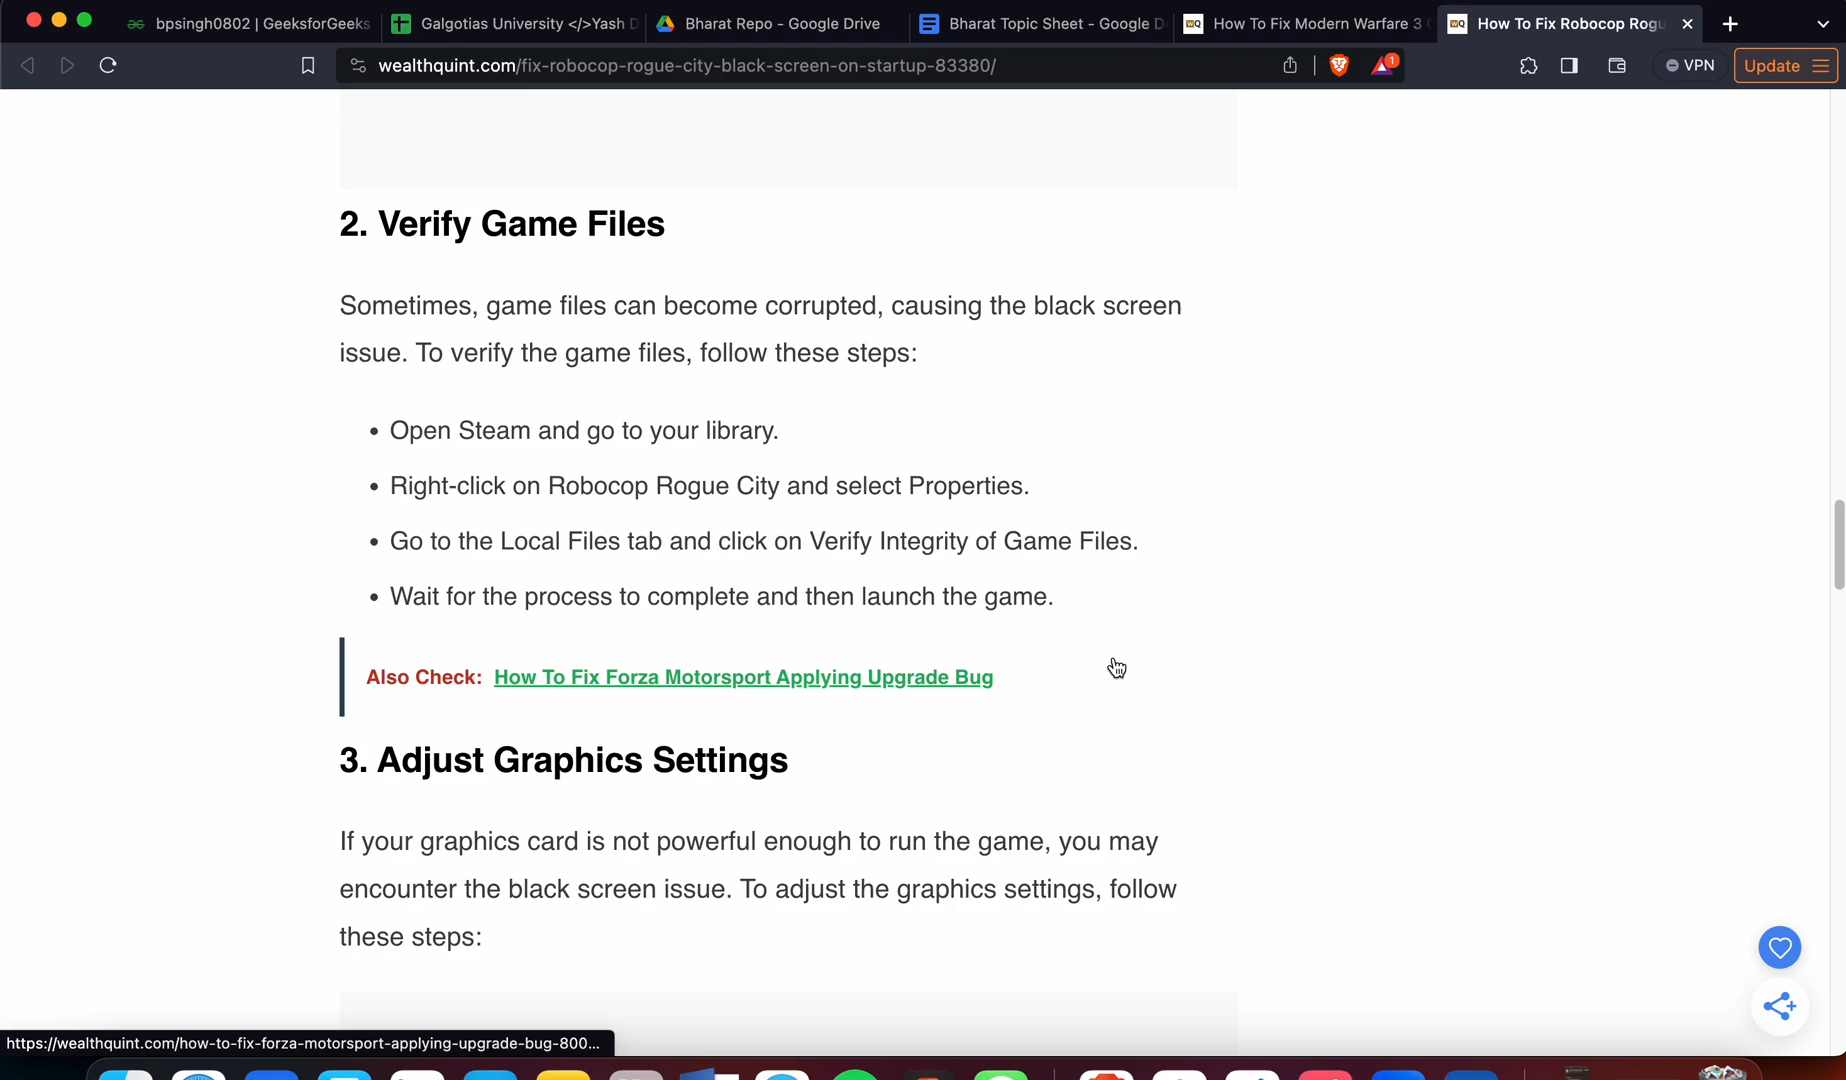 bpsingh0802 | GeeksforGeeks
Galgotias University </>Yash D
Bharat Repo - Google Drive
Bharat Topic Sheet - Google D
WQ How To Fix Modern Warfare 3
WQ How To Fix Robocop Rogu
wealthquint.com/fix-robocop-rogue-city-black-screen-on-startup-83380/
1
VPN
Update
2. Verify Game Files
Sometimes, game files can become corrupted, causing the black screen
issue. To verify the game files, follow these steps:
• Open Steam and go to your library.
• Right-click on Robocop Rogue City and select Properties.
• Go to the Local Files tab and click on Verify Integrity of Game Files.
• Wait for the process to complete and then launch the game.
Also Check: How To Fix Forza Motorsport Applying Upgrade Bug
3. Adjust Graphics Settings
If your graphics card is not powerful enough to run the game, you may
encounter the black screen issue. To adjust the graphics settings, follow
these steps:
https://wealthquint.com/how-to-fix-forza-motorsport-applying-upgrade-bug-800...